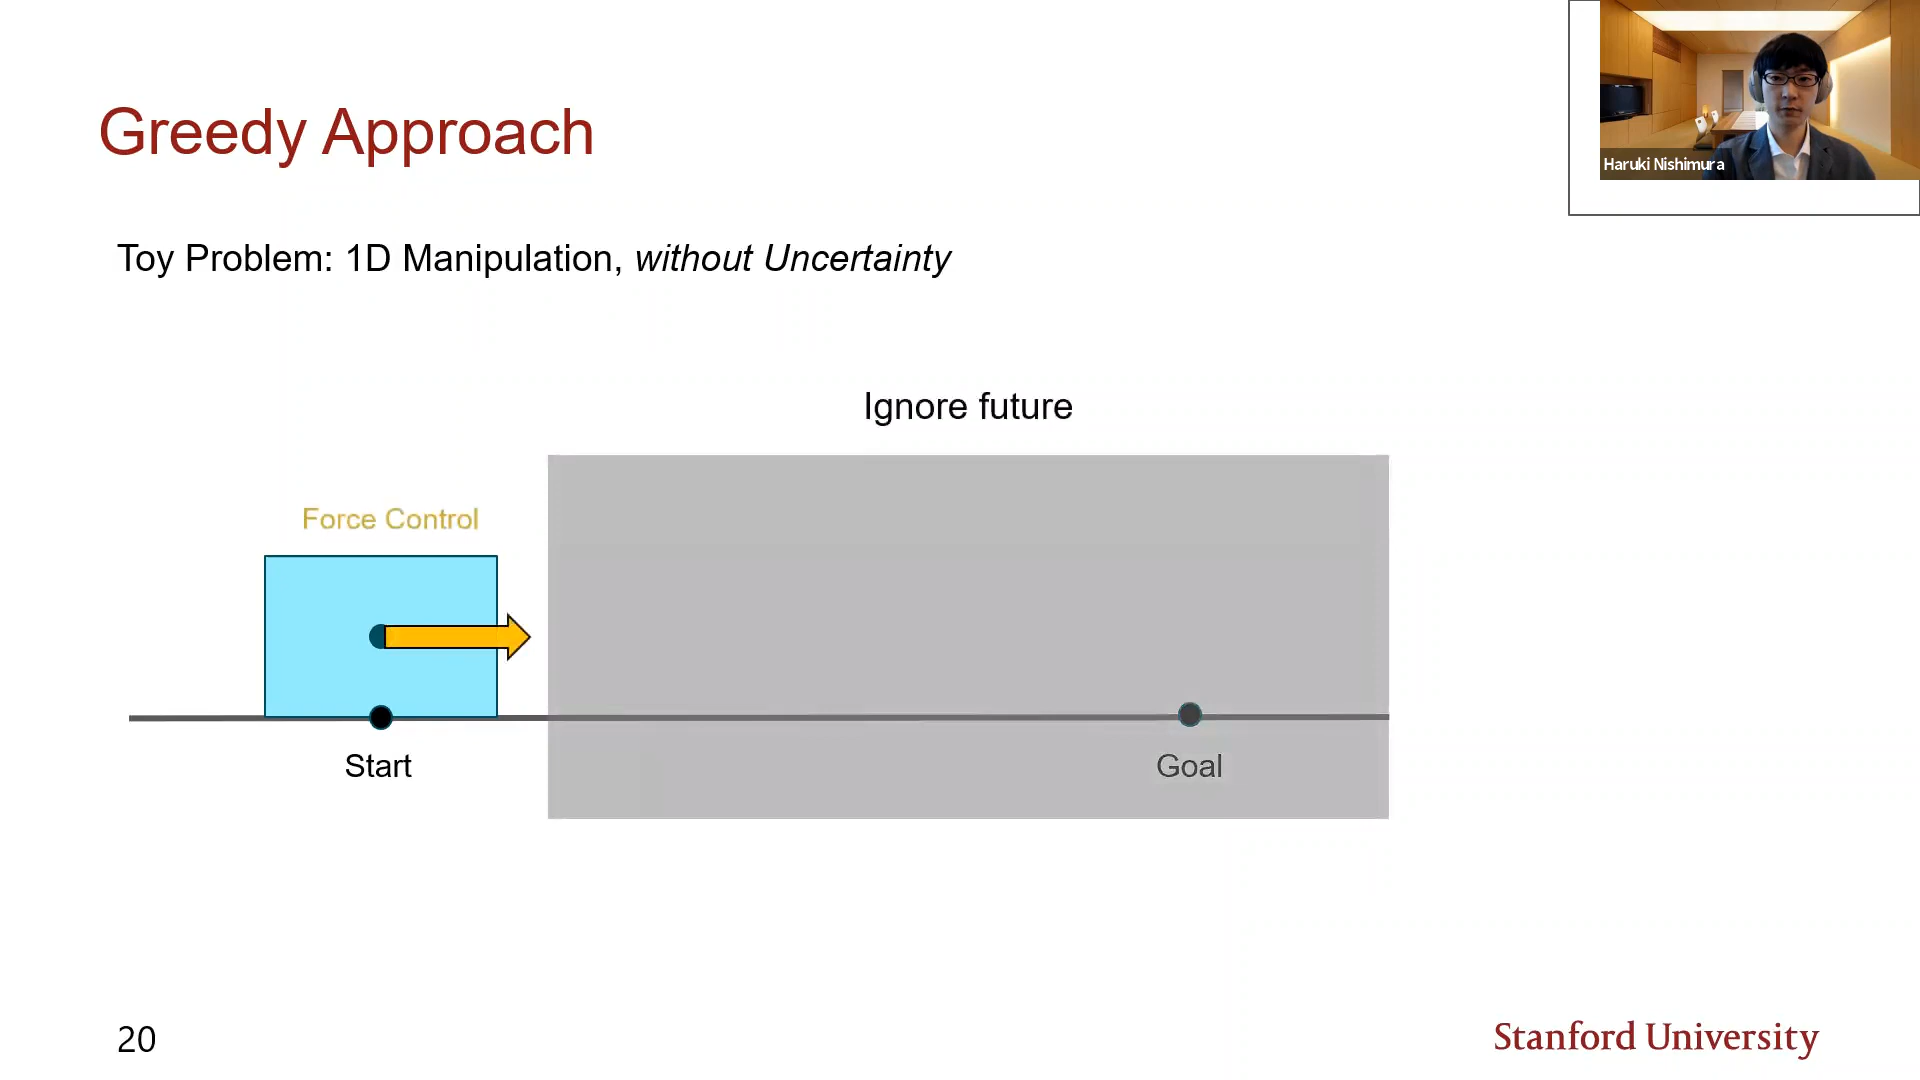 Greedy Approach
Haruki Nishimura
Toy Problem: 1D Manipulation, without Uncertainty
Ignore future
Force Control
Start
Goal
20
Stanford University